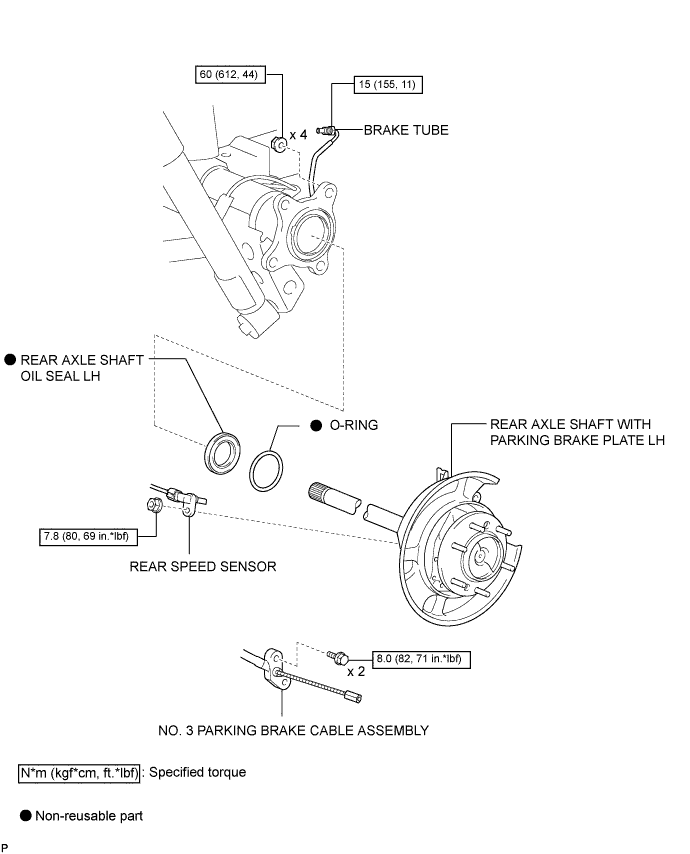 60 (612, 44)
15 (155, 11)
x 4
BRAKE TUBE
REAR AXLE SHAFT
OIL SEAL LH
O-RING
REAR AXLE SHAFT WITH
PARKING BRAKE PLATE LH
7.8 (80, 69 in.*lbf)
REAR SPEED SENSOR
8.0 (82, 71 in.*lbf)
x 2
NO. 3 PARKING BRAKE CABLE ASSEMBLY
N*m (kgf*cm, ft.*lbf) : Specified torque
Non-reusable part
P